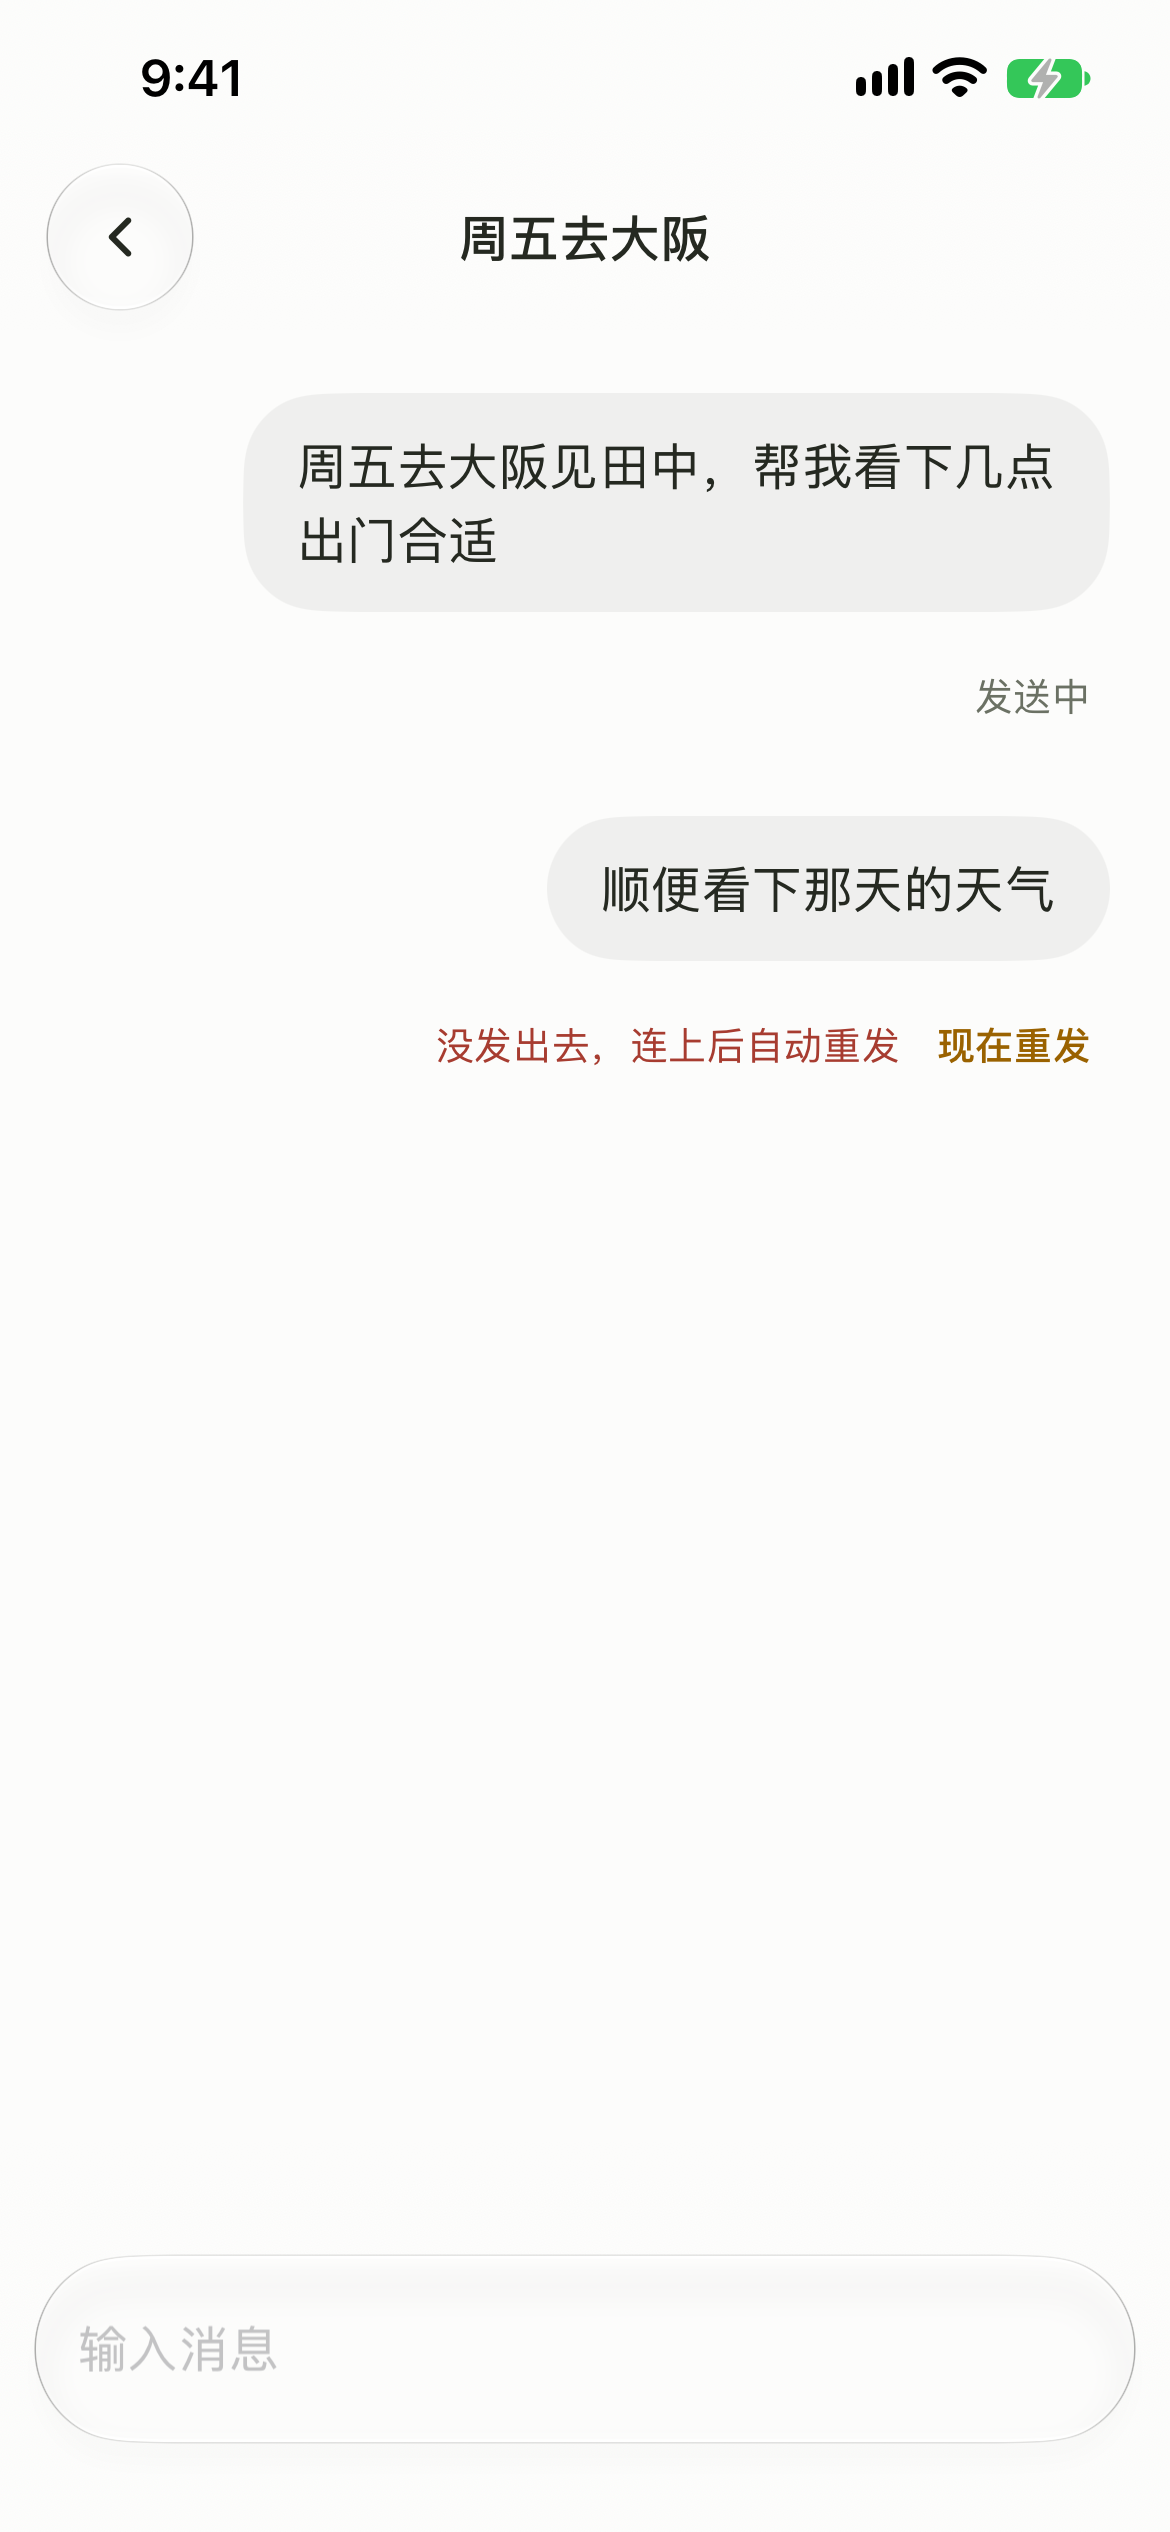 9:41
周五去大阪
周五去大阪见田中，帮我看下几点
出门合适
发送中
顺便看下那天的天气
没发出去，连上后自动重发 现在重发
输入消息